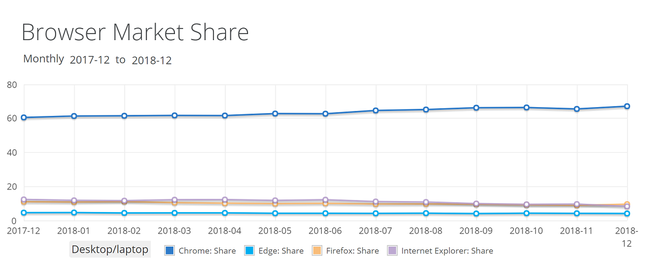 Browser Market Share
Monthly 2017-12 to 2018-12
80
60
40
20
0
2017-12 2018-01 2018-02 2018-03 2018-04 2018-05 2018-06 2018-07 2018-08 2018-09 2018-10 2018-11 2018-
12
Desktop/laptop Chrome: Share Edge: Share Firefox: Share Internet Explorer: Share